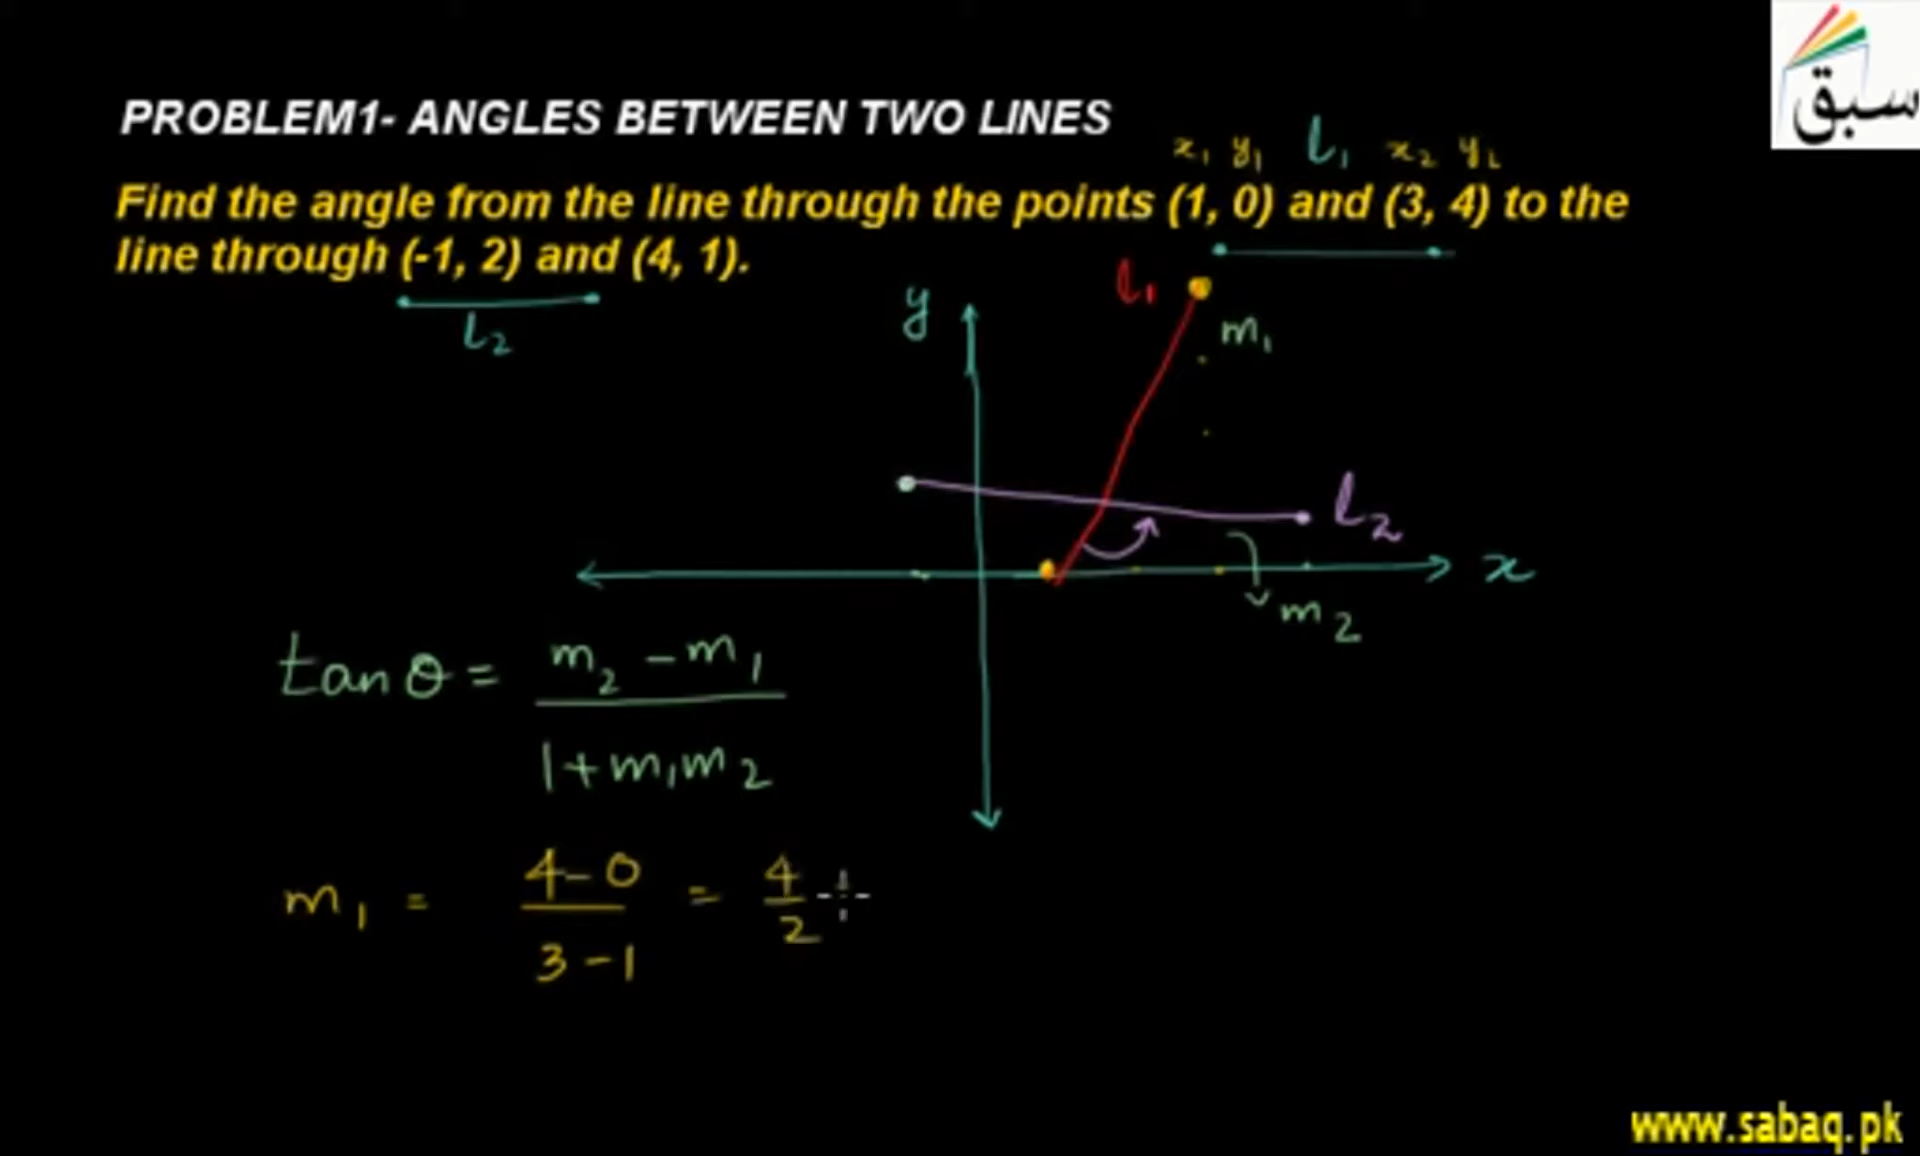 سبق
PROBLEM1- ANGLES BETWEEN TWO LINES
x₁ y₁ l₁ x₂ y₂
Find the angle from the line through the points (1, 0) and (3, 4) to the
line through (-1, 2) and (4, 1).
l₂
y
l₁
m₁
l₂
x
m₂
tan θ = (m₂ - m₁) / (1 + m₁m₂)
m₁ = (4 - 0) / (3 - 1) = 4/2
www.sabaq.pk